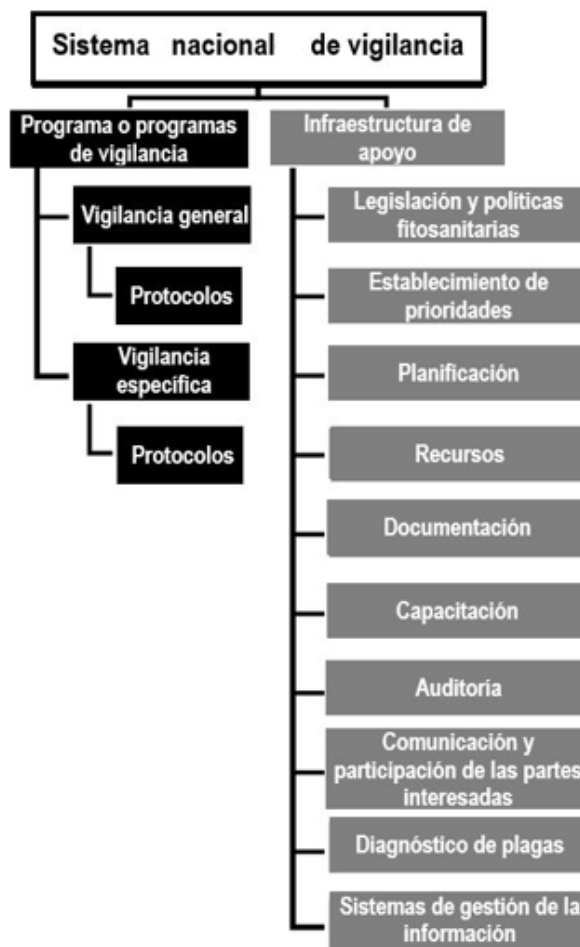 Sistema nacional de vigilancia
Programa o programas
de vigilancia
Vigilancia general
Protocolos
Vigilancia
específica
Protocolos
Infraestructura de
apoyo
Legislación y politicas
fitosanitarias
Establecimiento de
prioridades
Planificación
Recursos
Documentación
Capacitación
Auditoría
Comunicación y
participación de las partes
interesadas
Diagnóstico de plagas
Sistemas de gestión de la
información